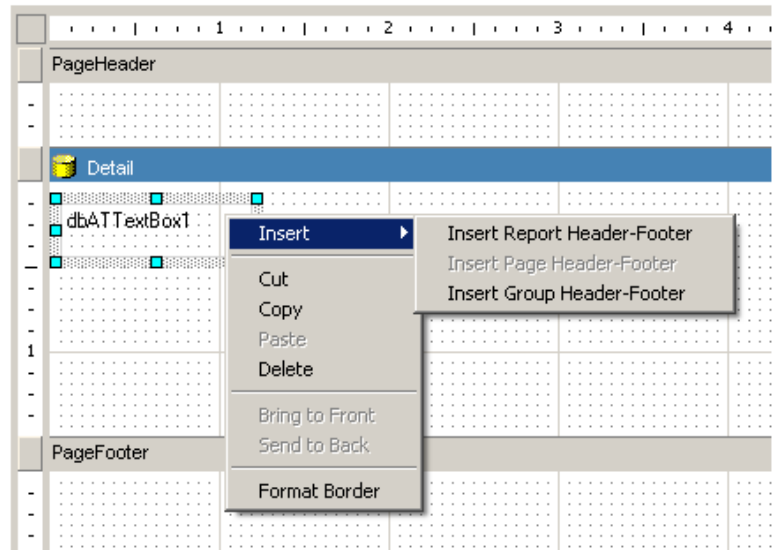 1 2 3 4
PageHeader
Detail
dbATTextBox1
Insert
Insert Report Header-Footer
Insert Page Header-Footer
Insert Group Header-Footer
Cut
Copy
Paste
Delete
1
Bring to Front
Send to Back
PageFooter
Format Border